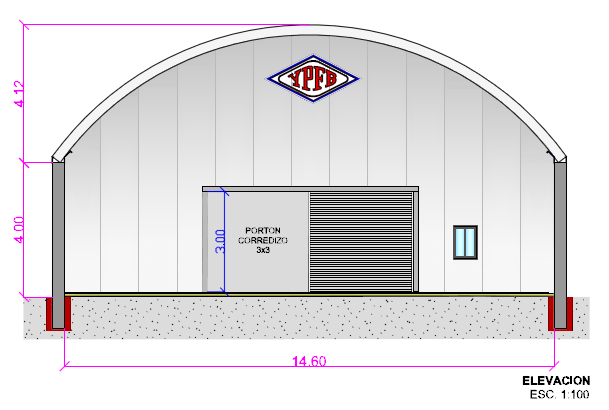 4.12
YPFB
4.00
3.00
PORTON
CORREDIZO
3x3
14.60
ELEVACION
ESC. 1:100